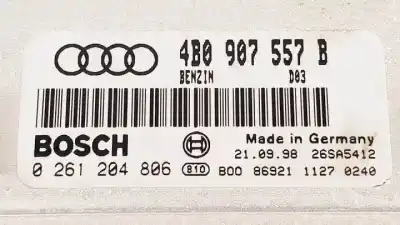 4B0 907 557 B
BENZIN D03
BOSCH
Made in Germany
21.09.98 26SA5412
0 261 204 806 810 B00 86921 1127 0240